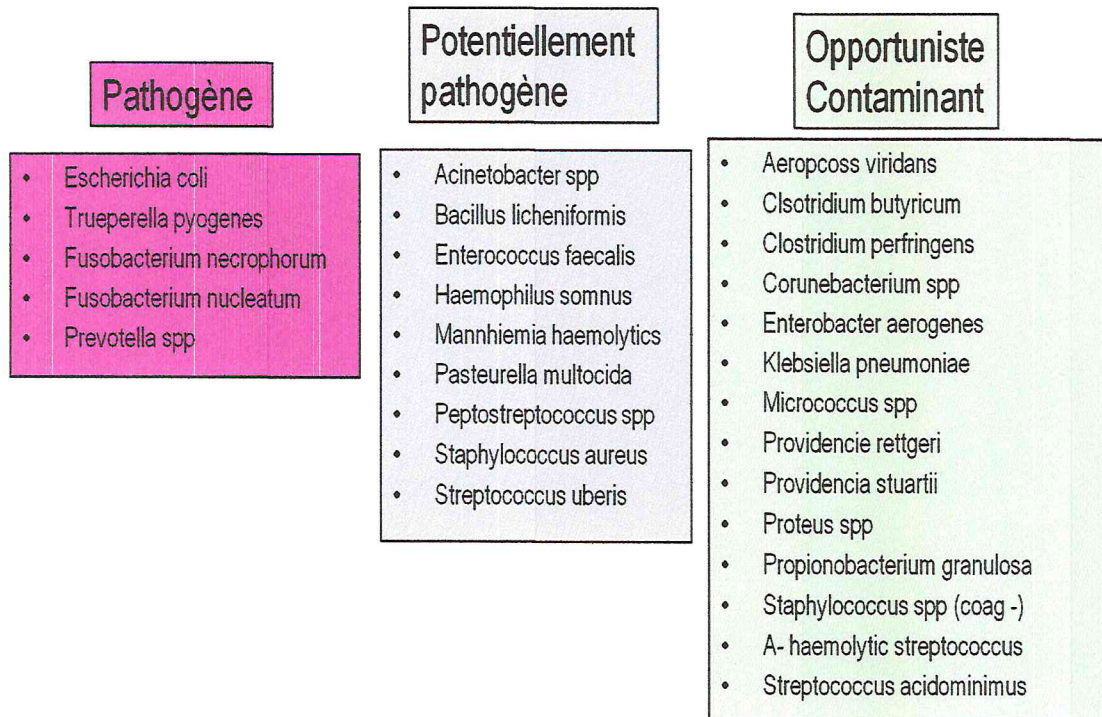 Pathogène
• Escherichia coli
• Trueperella pyogenes
• Fusobacterium necrophorum
• Fusobacterium nucleatum
• Prevotella spp
Potentiellement
pathogène
• Acinetobacter spp
• Bacillus licheniformis
• Enterococcus faecalis
• Haemophilus somnus
• Mannhiemia haemolytics
• Pasteurella multocida
• Peptostreptococcus spp
• Staphylococcus aureus
• Streptococcus uberis
Opportuniste
Contaminant
• Aeropcoss viridans
• Clsotridium butyricum
• Clostridium perfringens
• Corunebacterium spp
• Enterobacter aerogenes
• Klebsiella pneumoniae
• Micrococcus spp
• Providencie rettgeri
• Providencia stuartii
• Proteus spp
• Propionobacterium granulosa
• Staphylococcus spp (coag -)
• A- haemolytic streptococcus
• Streptococcus acidominimus